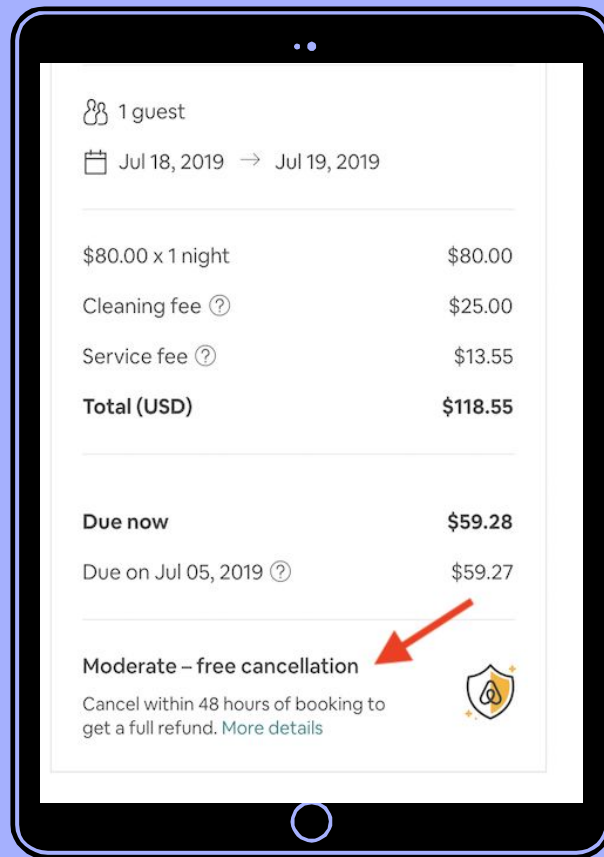 1 guest
Jul 18, 2019 → Jul 19, 2019
$80.00 x 1 night $80.00
Cleaning fee ? $25.00
Service fee ? $13.55
Total (USD) $118.55
Due now $59.28
Due on Jul 05, 2019 ? $59.27
Moderate – free cancellation
Cancel within 48 hours of booking to
get a full refund. More details